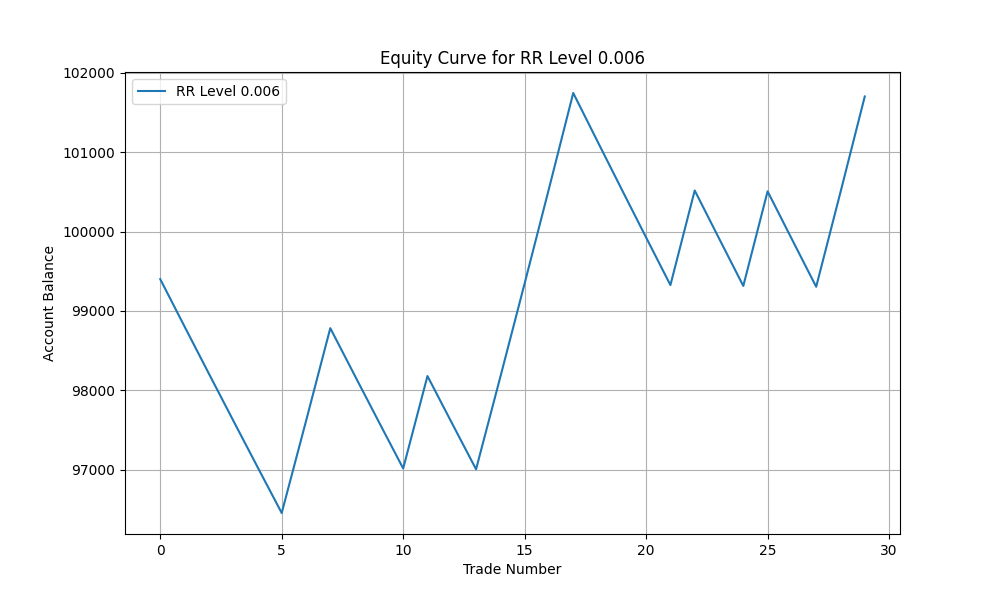 Equity Curve for RR Level 0.006
RR Level 0.006
102000
101000
100000
99000
98000
97000
Account Balance
0 5 10 15 20 25 30
Trade Number